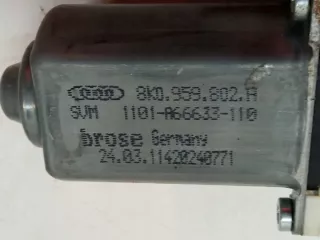 8K0.959.802.A
SVM 1101-A66633-110
brose Germany
24.03.11420240771